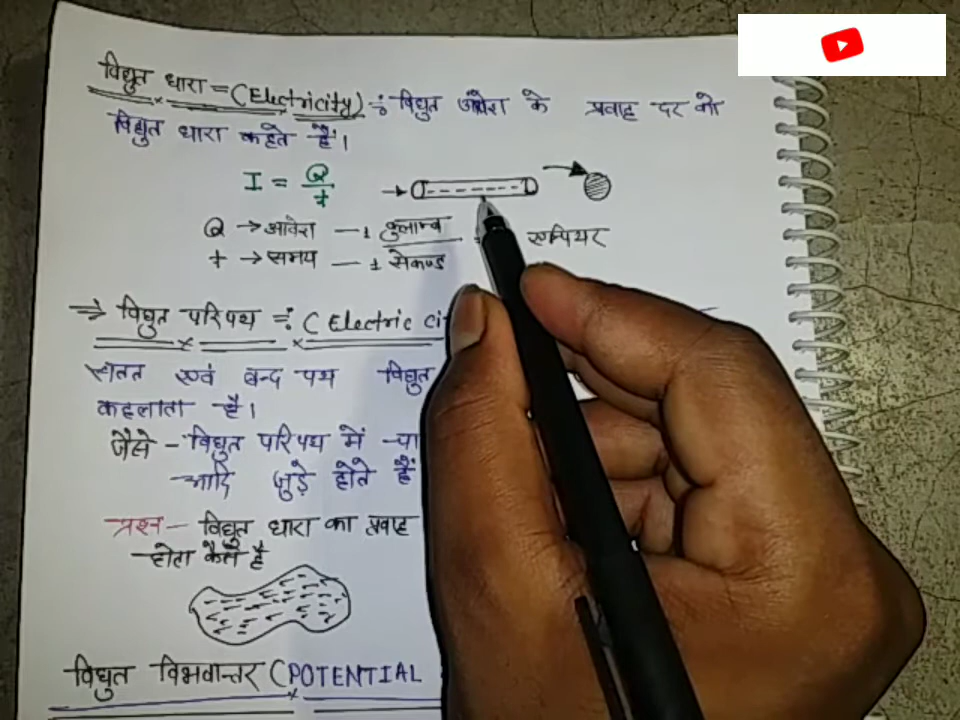 विद्युत धारा = (Electricity) ÷ विद्युत आवेश के प्रवाह दर को
विद्युत धारा कहते हैं।
I = Q/t
Q → आवेश — 1 कुलाम्ब
एम्पियर
t → समय — 1 सेकण्ड
⇒ विद्युत परिपथ ÷ (Electric Ci
सतत एवं बन्द पथ विद्युत
कहलाता है।
जैसे - विद्युत परिपथ में
आदि जुड़े होते हैं
प्रश्न - विद्युत धारा का प्रवाह
होता कैसे है
विद्युत विभवान्तर (POTENTIAL